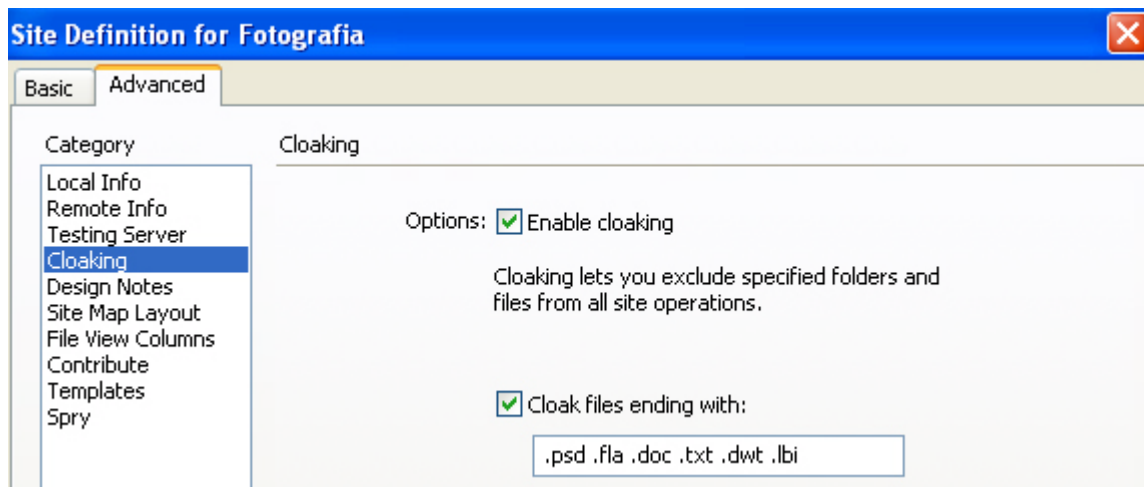 Site Definition for Fotografia
Basic
Advanced
Category
Cloaking
Local Info
Remote Info
Testing Server
Cloaking
Design Notes
Site Map Layout
File View Columns
Contribute
Templates
Spry
Options: Enable cloaking
Cloaking lets you exclude specified folders and
files from all site operations.
Cloak files ending with:
.psd .fla .doc .txt .dwt .lbi